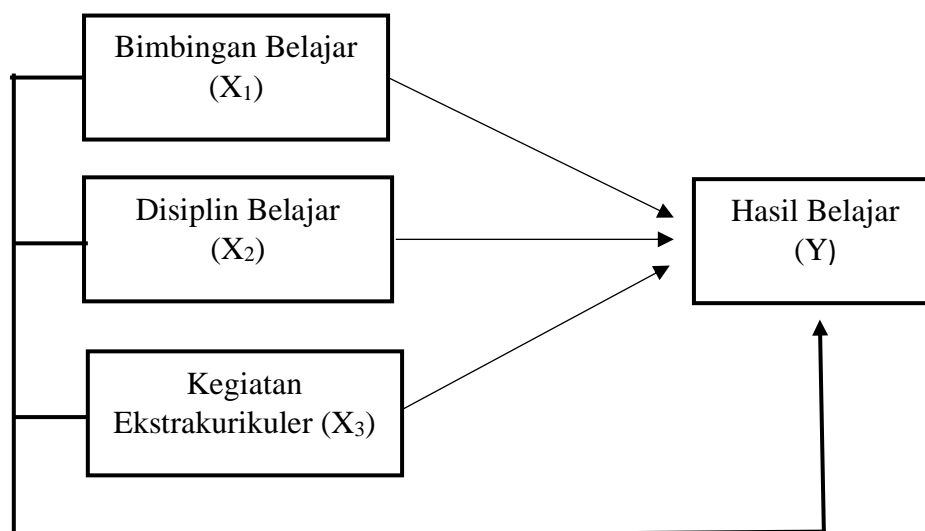 Bimbingan Belajar
(X₁)
Disiplin Belajar
(X₂)
Kegiatan
Ekstrakurikuler (X₃)
Hasil Belajar
(Y)